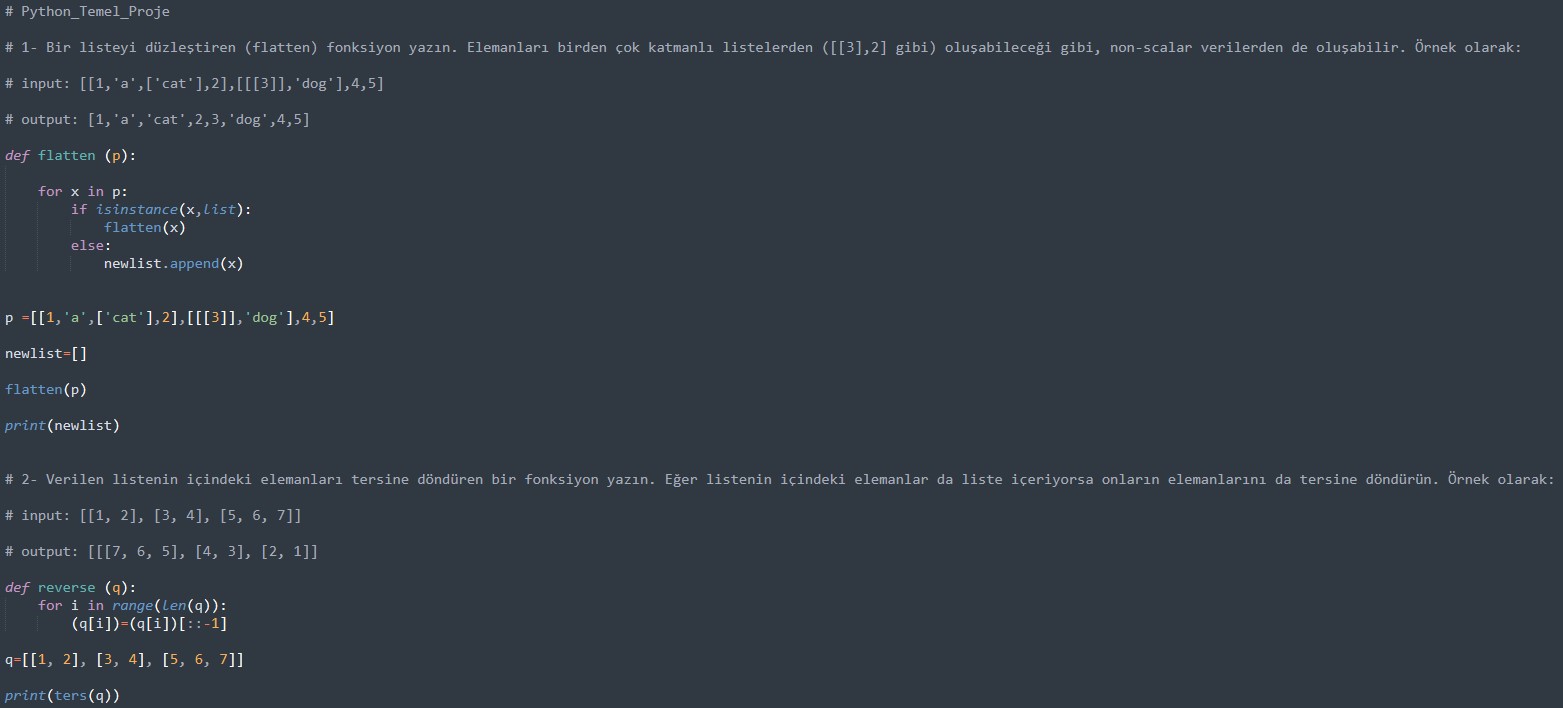 # Python_Temel_Proje
# 1- Bir listeyi düzleştiren (flatten) fonksiyon yazın. Elemanları birden çok katmanlı listelerden ([[3],2] gibi) oluşabileceği gibi, non-scalar verilerden de oluşabilir. Örnek olarak:
# input: [[1,'a',['cat'],2],[[[3]],'dog'],4,5]
# output: [1,'a','cat',2,3,'dog',4,5]
def flatten (p):
    for x in p:
        if isinstance(x,list):
            flatten(x)
        else:
            newlist.append(x)
p =[[1,'a',['cat'],2],[[[3]],'dog'],4,5]
newlist=[]
flatten(p)
print(newlist)
# 2- Verilen listenin içindeki elemanları tersine döndüren bir fonksiyon yazın. Eğer listenin içindeki elemanlar da liste içeriyorsa onların elemanlarını da tersine döndürün. Örnek olarak:
# input: [[1, 2], [3, 4], [5, 6, 7]]
# output: [[[7, 6, 5], [4, 3], [2, 1]]
def reverse (q):
    for i in range(len(q)):
        (q[i])=(q[i])[::-1]
q=[[1, 2], [3, 4], [5, 6, 7]]
print(ters(q))